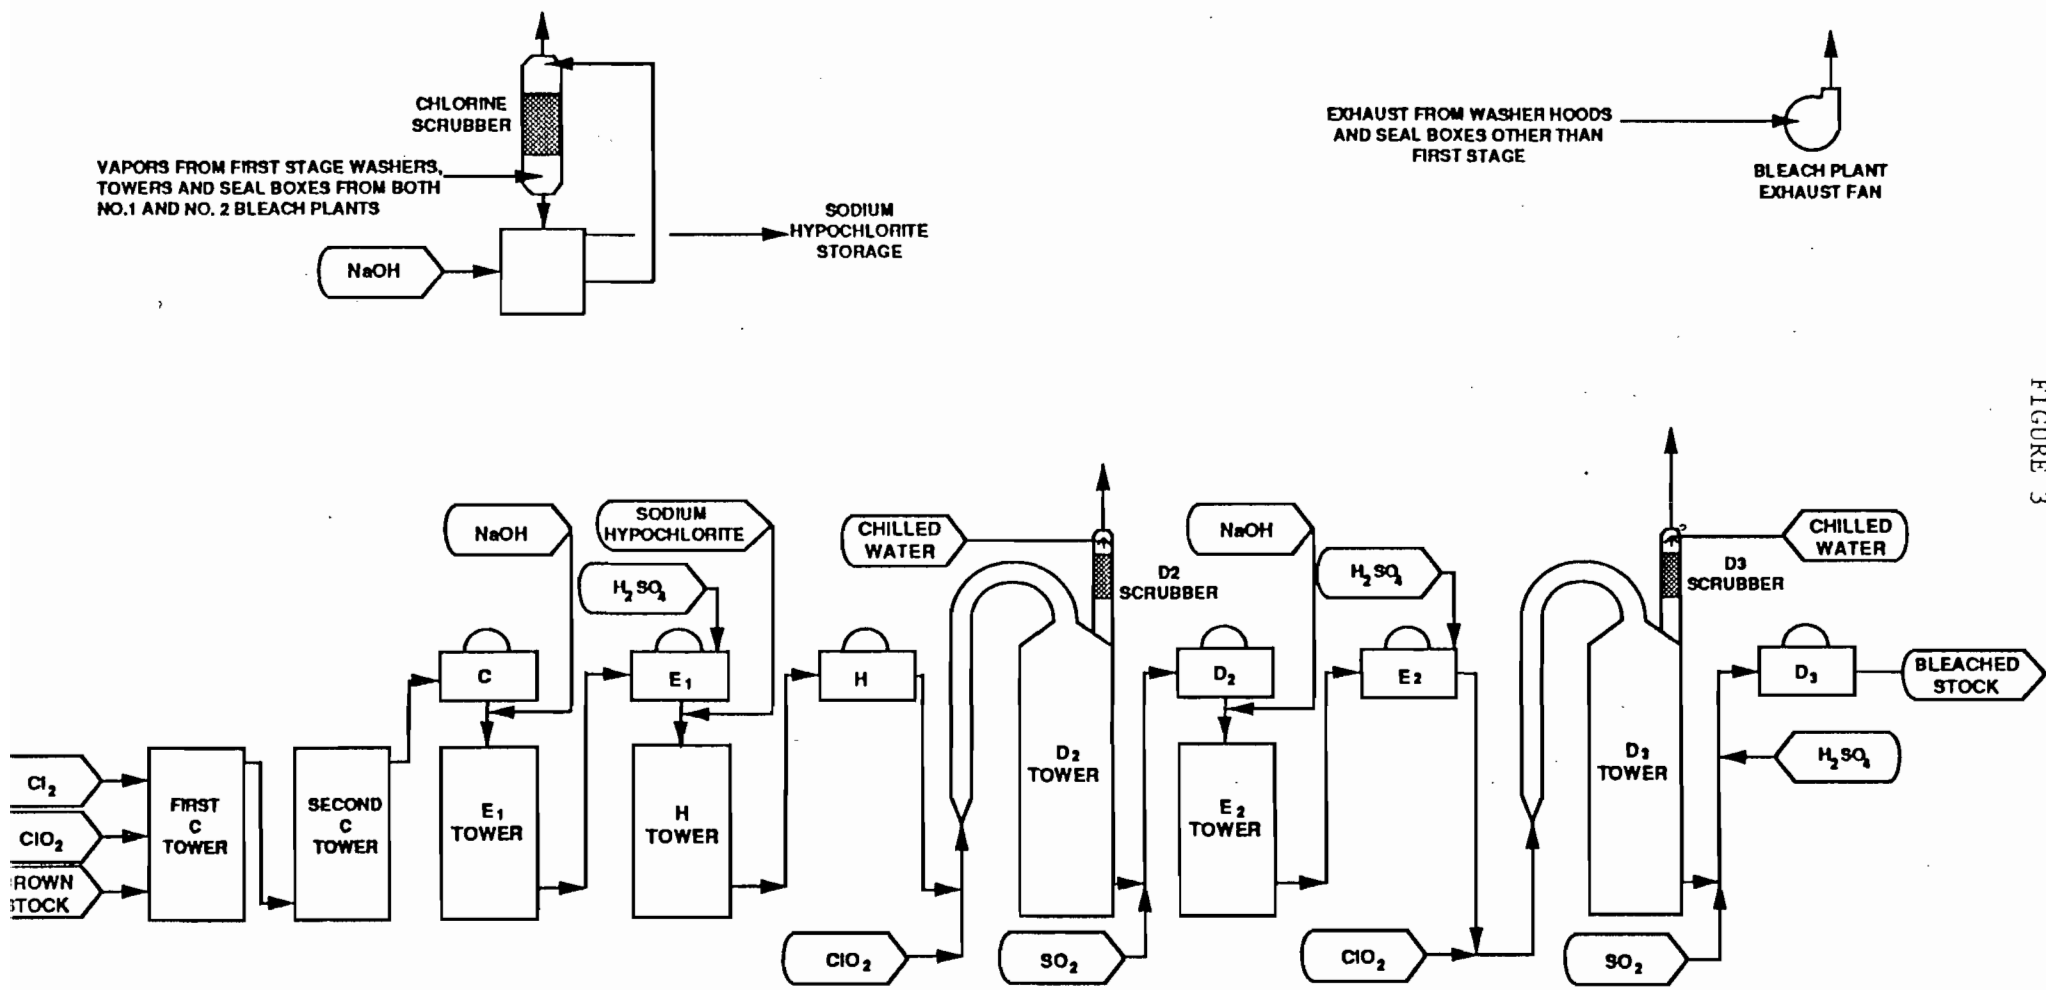 CHLORINE
SCRUBBER
VAPORS FROM FIRST STAGE WASHERS,
TOWERS AND SEAL BOXES FROM BOTH
NO.1 AND NO. 2 BLEACH PLANTS
NaOH
SODIUM
HYPOCHLORITE
STORAGE
EXHAUST FROM WASHER HOODS
AND SEAL BOXES OTHER THAN
FIRST STAGE
BLEACH PLANT
EXHAUST FAN
FIGURE 3
NaOH
SODIUM
HYPOCHLORITE
H2SO4
CHILLED
WATER
D2
SCRUBBER
NaOH
H2SO4
D3
SCRUBBER
CHILLED
WATER
C
E1
H
D2
E2
D3
BLEACHED
STOCK
H2SO4
Cl2
ClO2
ROWN
STOCK
FIRST
C
TOWER
SECOND
C
TOWER
E1
TOWER
H
TOWER
D2
TOWER
E2
TOWER
D3
TOWER
ClO2
SO2
ClO2
SO2